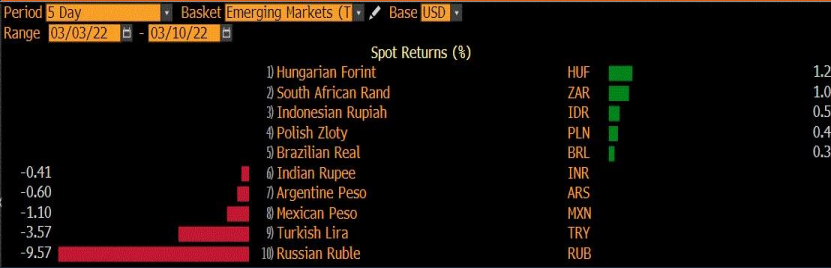 Period 5 Day Basket Emerging Markets (T Base USD
Range 03/03/22 - 03/10/22
Spot Returns (%)
1) Hungarian Forint HUF 1.2
2) South African Rand ZAR 1.0
3) Indonesian Rupiah IDR 0.5
4) Polish Zloty PLN 0.4
5) Brazilian Real BRL 0.3
-0.41 6) Indian Rupee INR
-0.60 7) Argentine Peso ARS
-1.10 8) Mexican Peso MXN
-3.57 9) Turkish Lira TRY
-9.57 10) Russian Ruble RUB